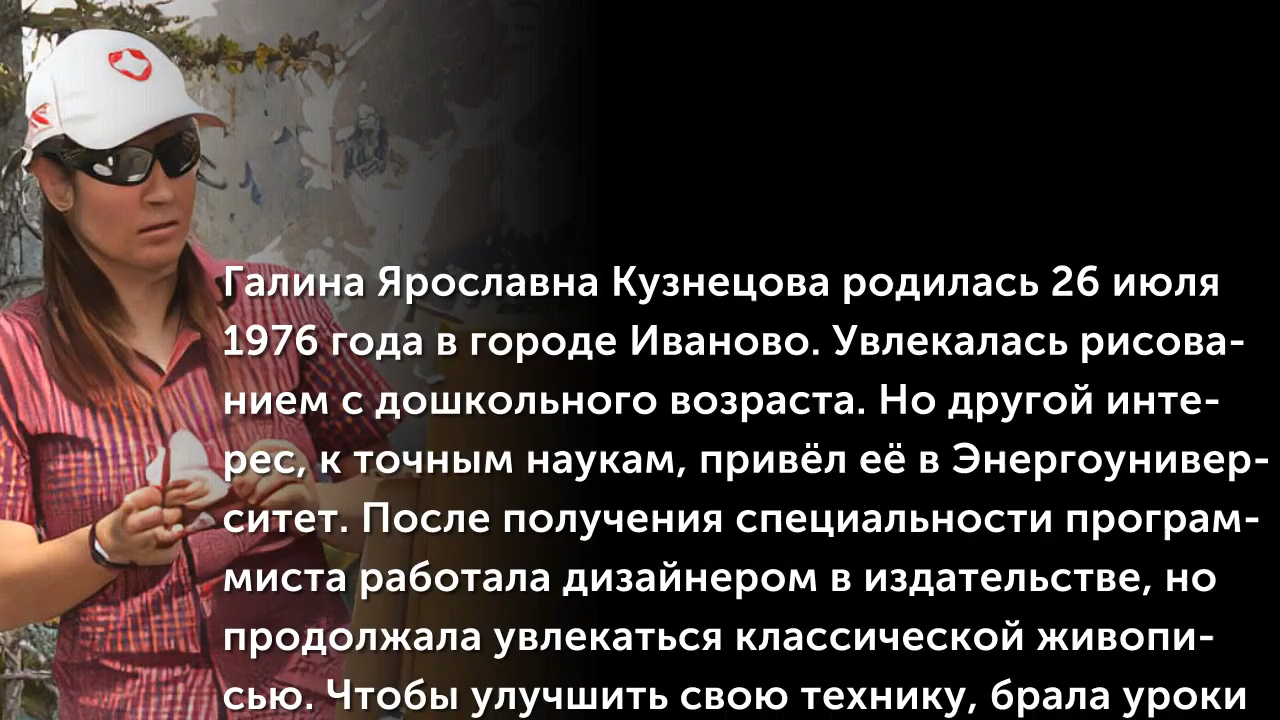 Галина Ярославна Кузнецова родилась 26 июля
1976 года в городе Иваново. Увлекалась рисова-
нием с дошкольного возраста. Но другой инте-
рес, к точным наукам, привёл её в Энергоунивер-
ситет. После получения специальности програм-
миста работала дизайнером в издательстве, но
продолжала увлекаться классической живопи-
сью. Чтобы улучшить свою технику, брала уроки